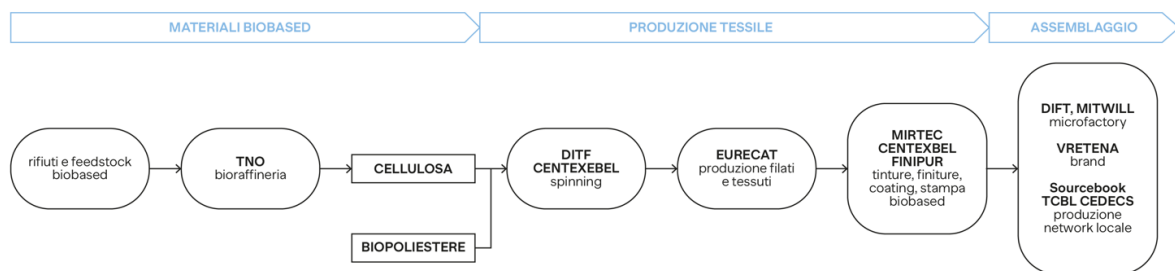 MATERIALI BIOBASED
PRODUZIONE TESSILE
ASSEMBLAGGIO
rifiuti e feedstock
biobased
TNO
bioraffineria
CELLULOSA
BIOPOLIESTERE
DITF
CENTEXEBEL
spinning
EURECAT
produzione filati
e tessuti
MIRTEC
CENTEXBEL
FINIPUR
tinture, finiture,
coating, stampa
biobased
DIFT, MITWILL
microfactory
VRETENA
brand
Sourcebook
TCBL CEDECS
produzione
network locale